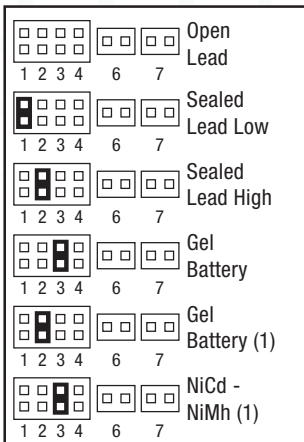 Open
Lead
1 2 3 4 6 7
Sealed
Lead Low
1 2 3 4 6 7
Sealed
Lead High
1 2 3 4 6 7
Gel
Battery
1 2 3 4 6 7
Gel
Battery (1)
1 2 3 4 6 7
NiCd -
NiMh (1)
1 2 3 4 6 7